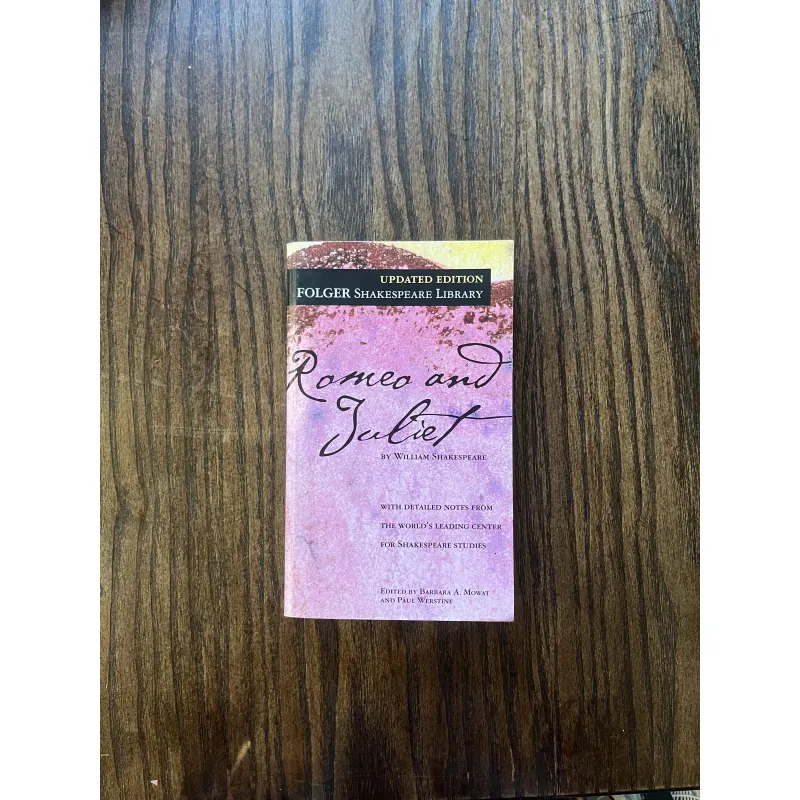 UPDATED EDITION
FOLGER SHAKESPEARE LIBRARY
Romeo and
Juliet
BY WILLIAM SHAKESPEARE
WITH DETAILED NOTES FROM
THE WORLD'S LEADING CENTER
FOR SHAKESPEARE STUDIES
EDITED BY BARBARA A. MOWAT
AND PAUL WERSTINE